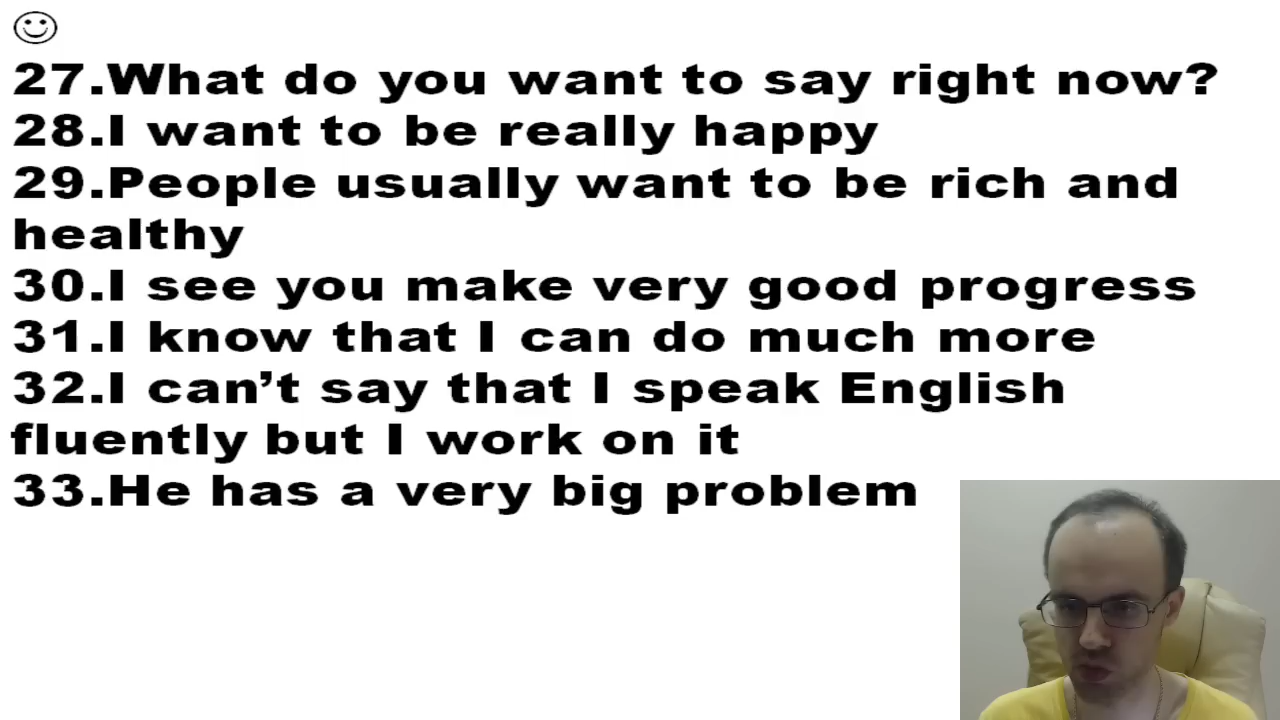 27.What do you want to say right now?
28.I want to be really happy
29.People usually want to be rich and
healthy
30.I see you make very good progress
31.I know that I can do much more
32.I can’t say that I speak English
fluently but I work on it
33.He has a very big problem